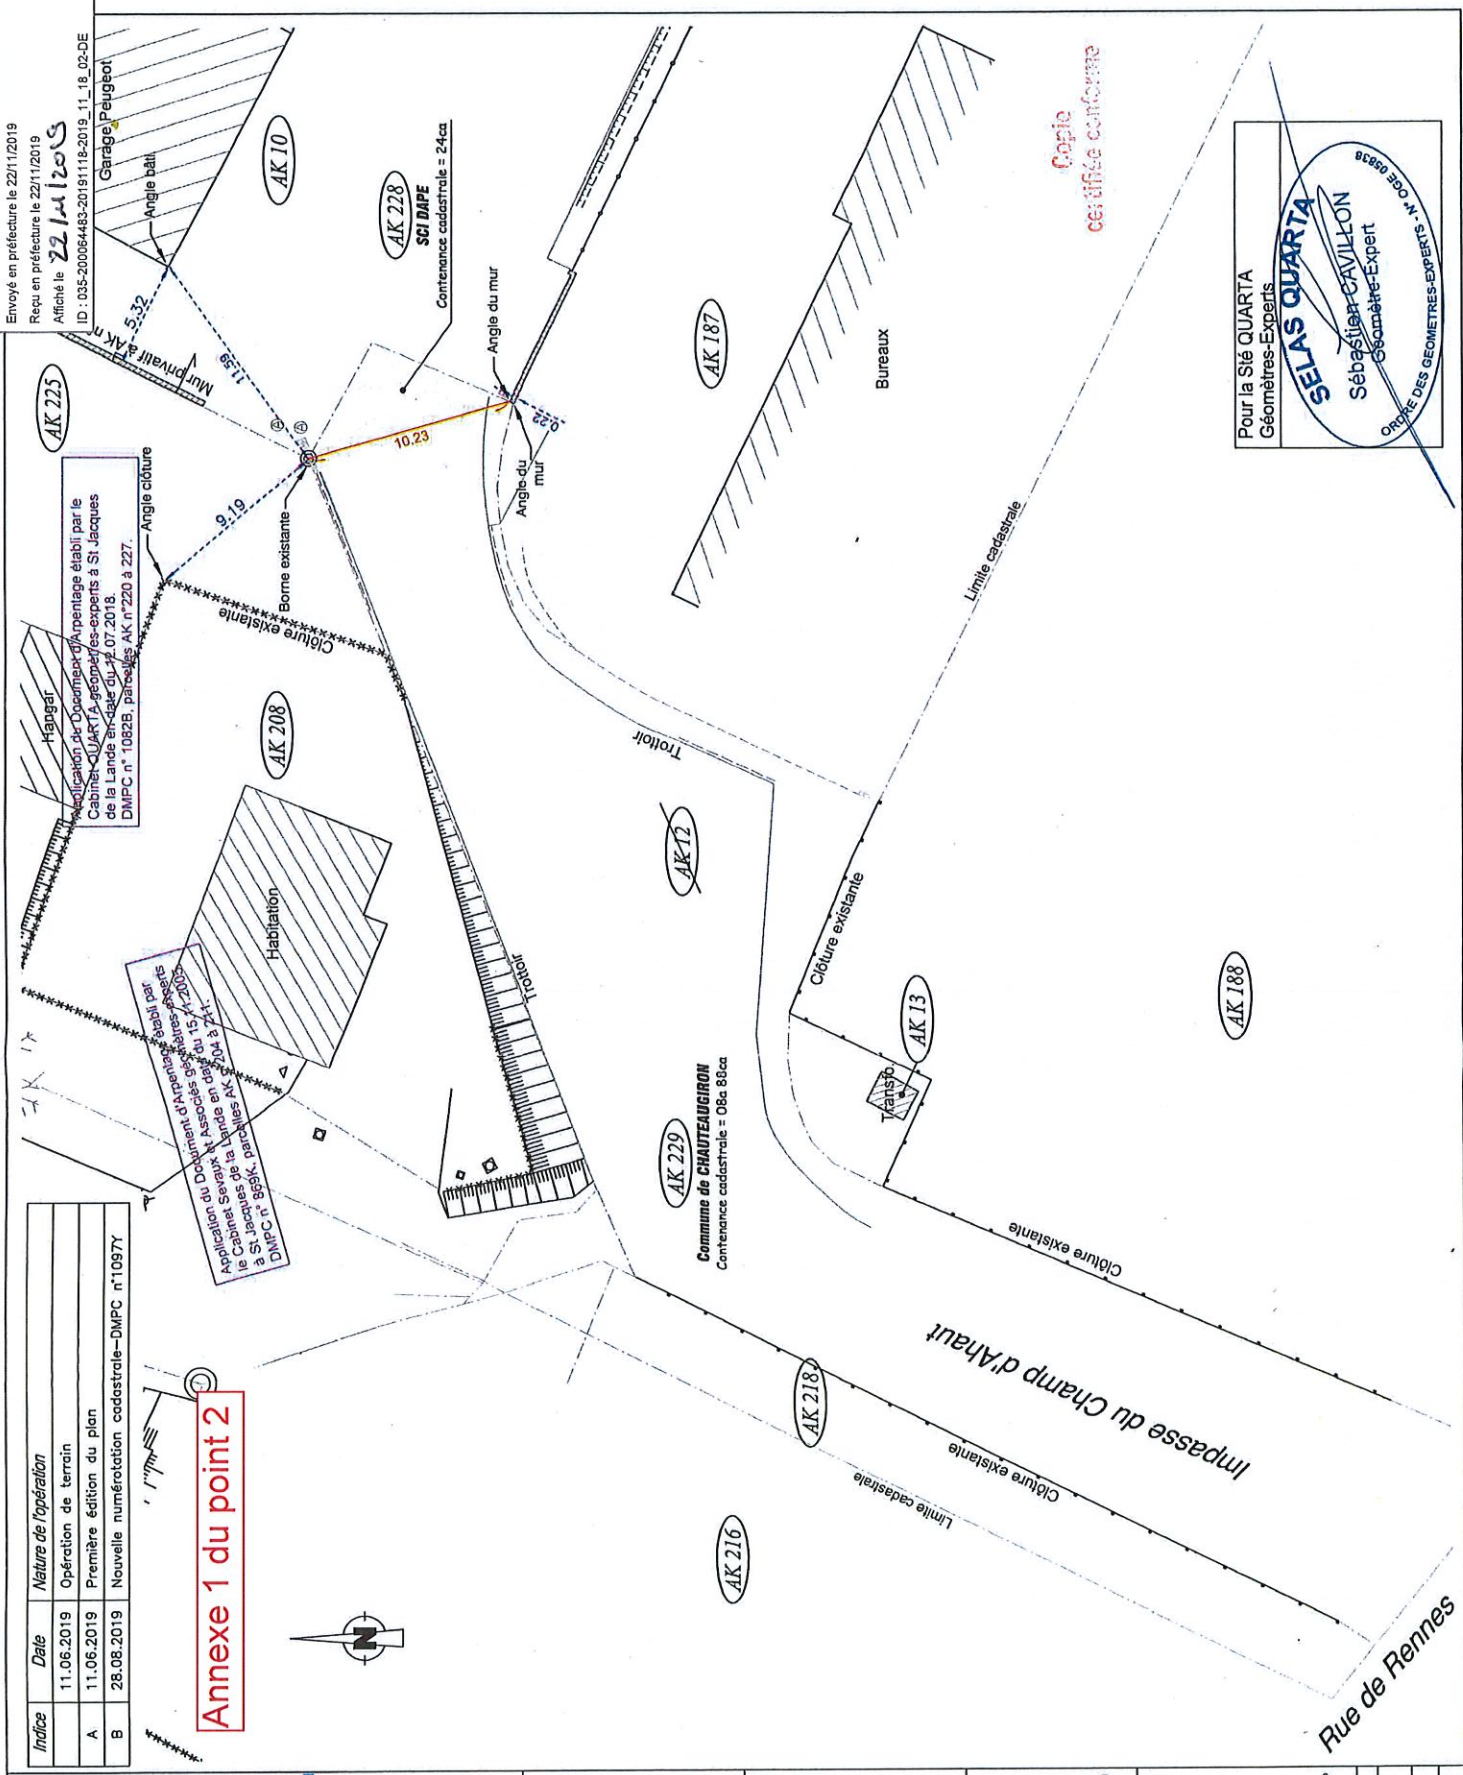 Envoyé en préfecture le 22/11/2019
Reçu en préfecture le 22/11/2019
Affiché le 22/11/2019
ID : 035-200064483-20191118-2019_11_18_02-DE
Garage Peugeot
Angle bâti
AK 10
5.32
11.59
Mur privatif à AK n
AK 225
AK 228
SCI DAPE
Contenance cadastrale = 24ca
Angle du mur
0.22
10.23
Angle du
mur
A
A
Borne existante
9.19
Angle clôture
Clôture existante
Application du Document d'Arpentage établi par le
Cabinet QUARTA géomètres-experts à St Jacques
de la Lande en date du 12.07.2018.
DMPC n° 1082B, parcelles AK n°220 à 227.
Hangar
AK 208
Habitation
Application du Document d'Arpentage établi par
le Cabinet Sevaux et Associés géomètres-experts
à St Jacques de la Lande en date du 15.11.2005
DMPC n° 869K, parcelles AK n°204 à 211.
Trottoir
Trottoir
AK 187
Bureaux
Copie
certifiée conforme
Limite cadastrale
AK 12
Clôture existante
AK 13
Transfo
AK 188
AK 229
Commune de CHAUTEAUGIRON
Contenance cadastrale = 08a 88ca
Clôture existante
Impasse du Champ d'Ahaut
AK 218
Clôture existante
Limite cadastrale
AK 216
Rue de Rennes
Pour la Sté QUARTA
Géomètres-Experts
SELAS QUARTA
Sébastien CAVILLON
Géomètre-Expert
ORDRE DES GEOMETRES-EXPERTS - N° OGE 05838
Indice Date Nature de l'opération
11.06.2019 Opération de terrain
A 11.06.2019 Première édition du plan
B 28.08.2019 Nouvelle numérotation cadastrale-DMPC n°1097Y
Annexe 1 du point 2
N